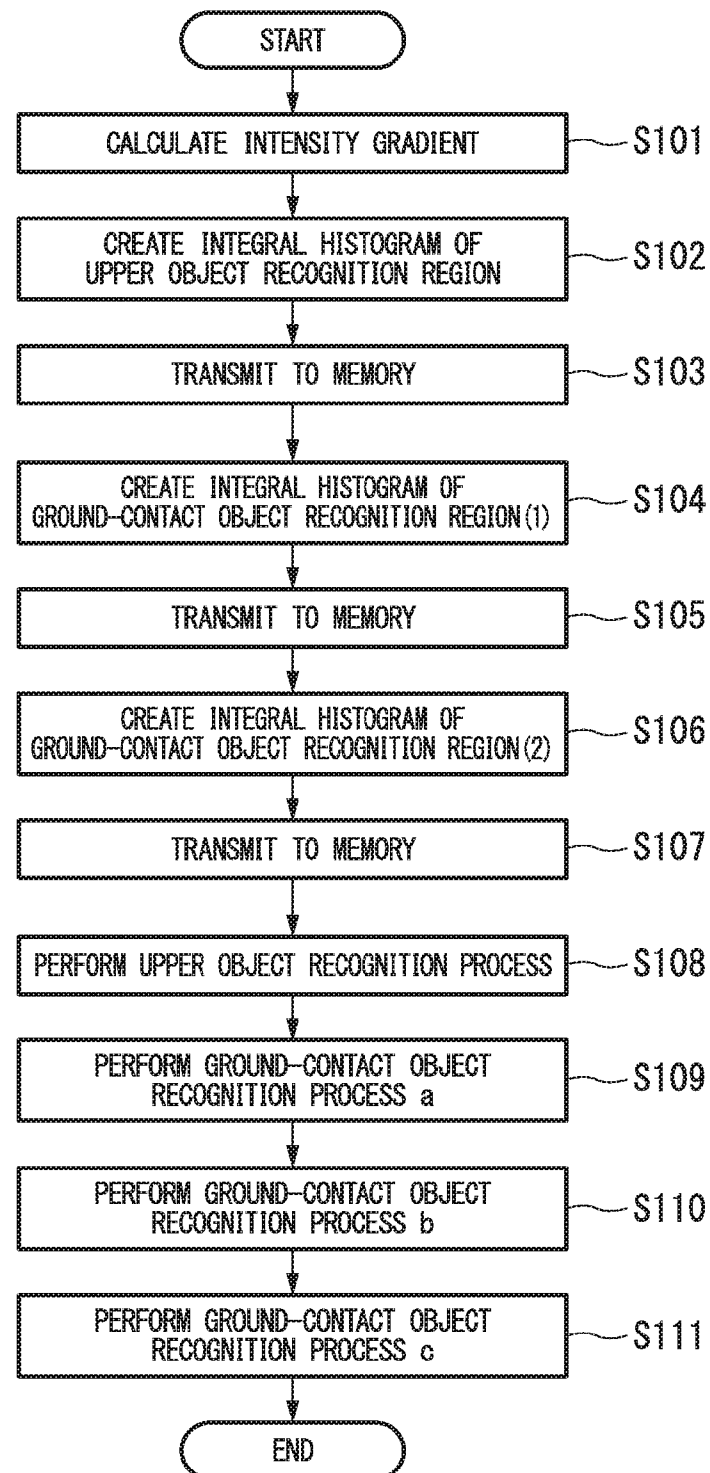 START
CALCULATE INTENSITY GRADIENT
S101
CREATE INTEGRAL HISTOGRAM OF
UPPER OBJECT RECOGNITION REGION
S102
TRANSMIT TO MEMORY
S103
CREATE INTEGRAL HISTOGRAM OF
GROUND-CONTACT OBJECT RECOGNITION REGION(1)
S104
TRANSMIT TO MEMORY
S105
CREATE INTEGRAL HISTOGRAM OF
GROUND-CONTACT OBJECT RECOGNITION REGION(2)
S106
TRANSMIT TO MEMORY
S107
PERFORM UPPER OBJECT RECOGNITION PROCESS
S108
PERFORM GROUND-CONTACT OBJECT
RECOGNITION PROCESS a
S109
PERFORM GROUND-CONTACT OBJECT
RECOGNITION PROCESS b
S110
PERFORM GROUND-CONTACT OBJECT
RECOGNITION PROCESS c
S111
END